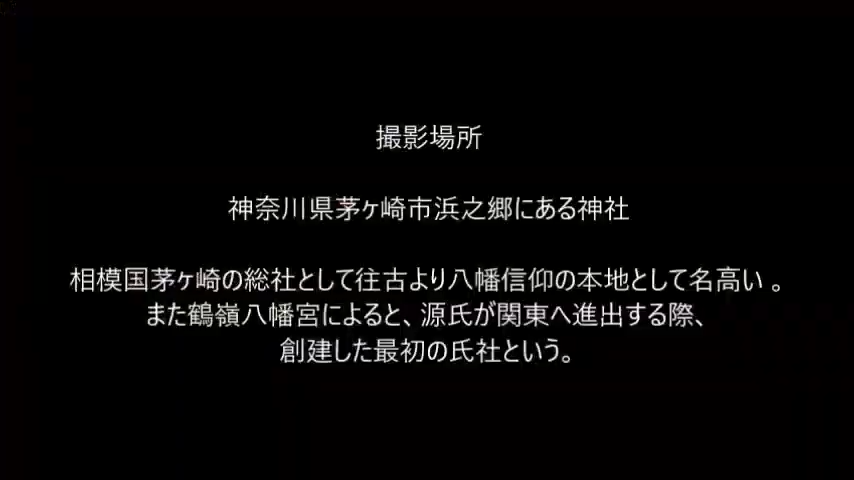 撮影場所
神奈川県茅ヶ崎市浜之郷にある神社
相模国茅ヶ崎の総社として往古より八幡信仰の本地として名高い 。
また鶴嶺八幡宮によると、源氏が関東へ進出する際、
創建した最初の氏社という。